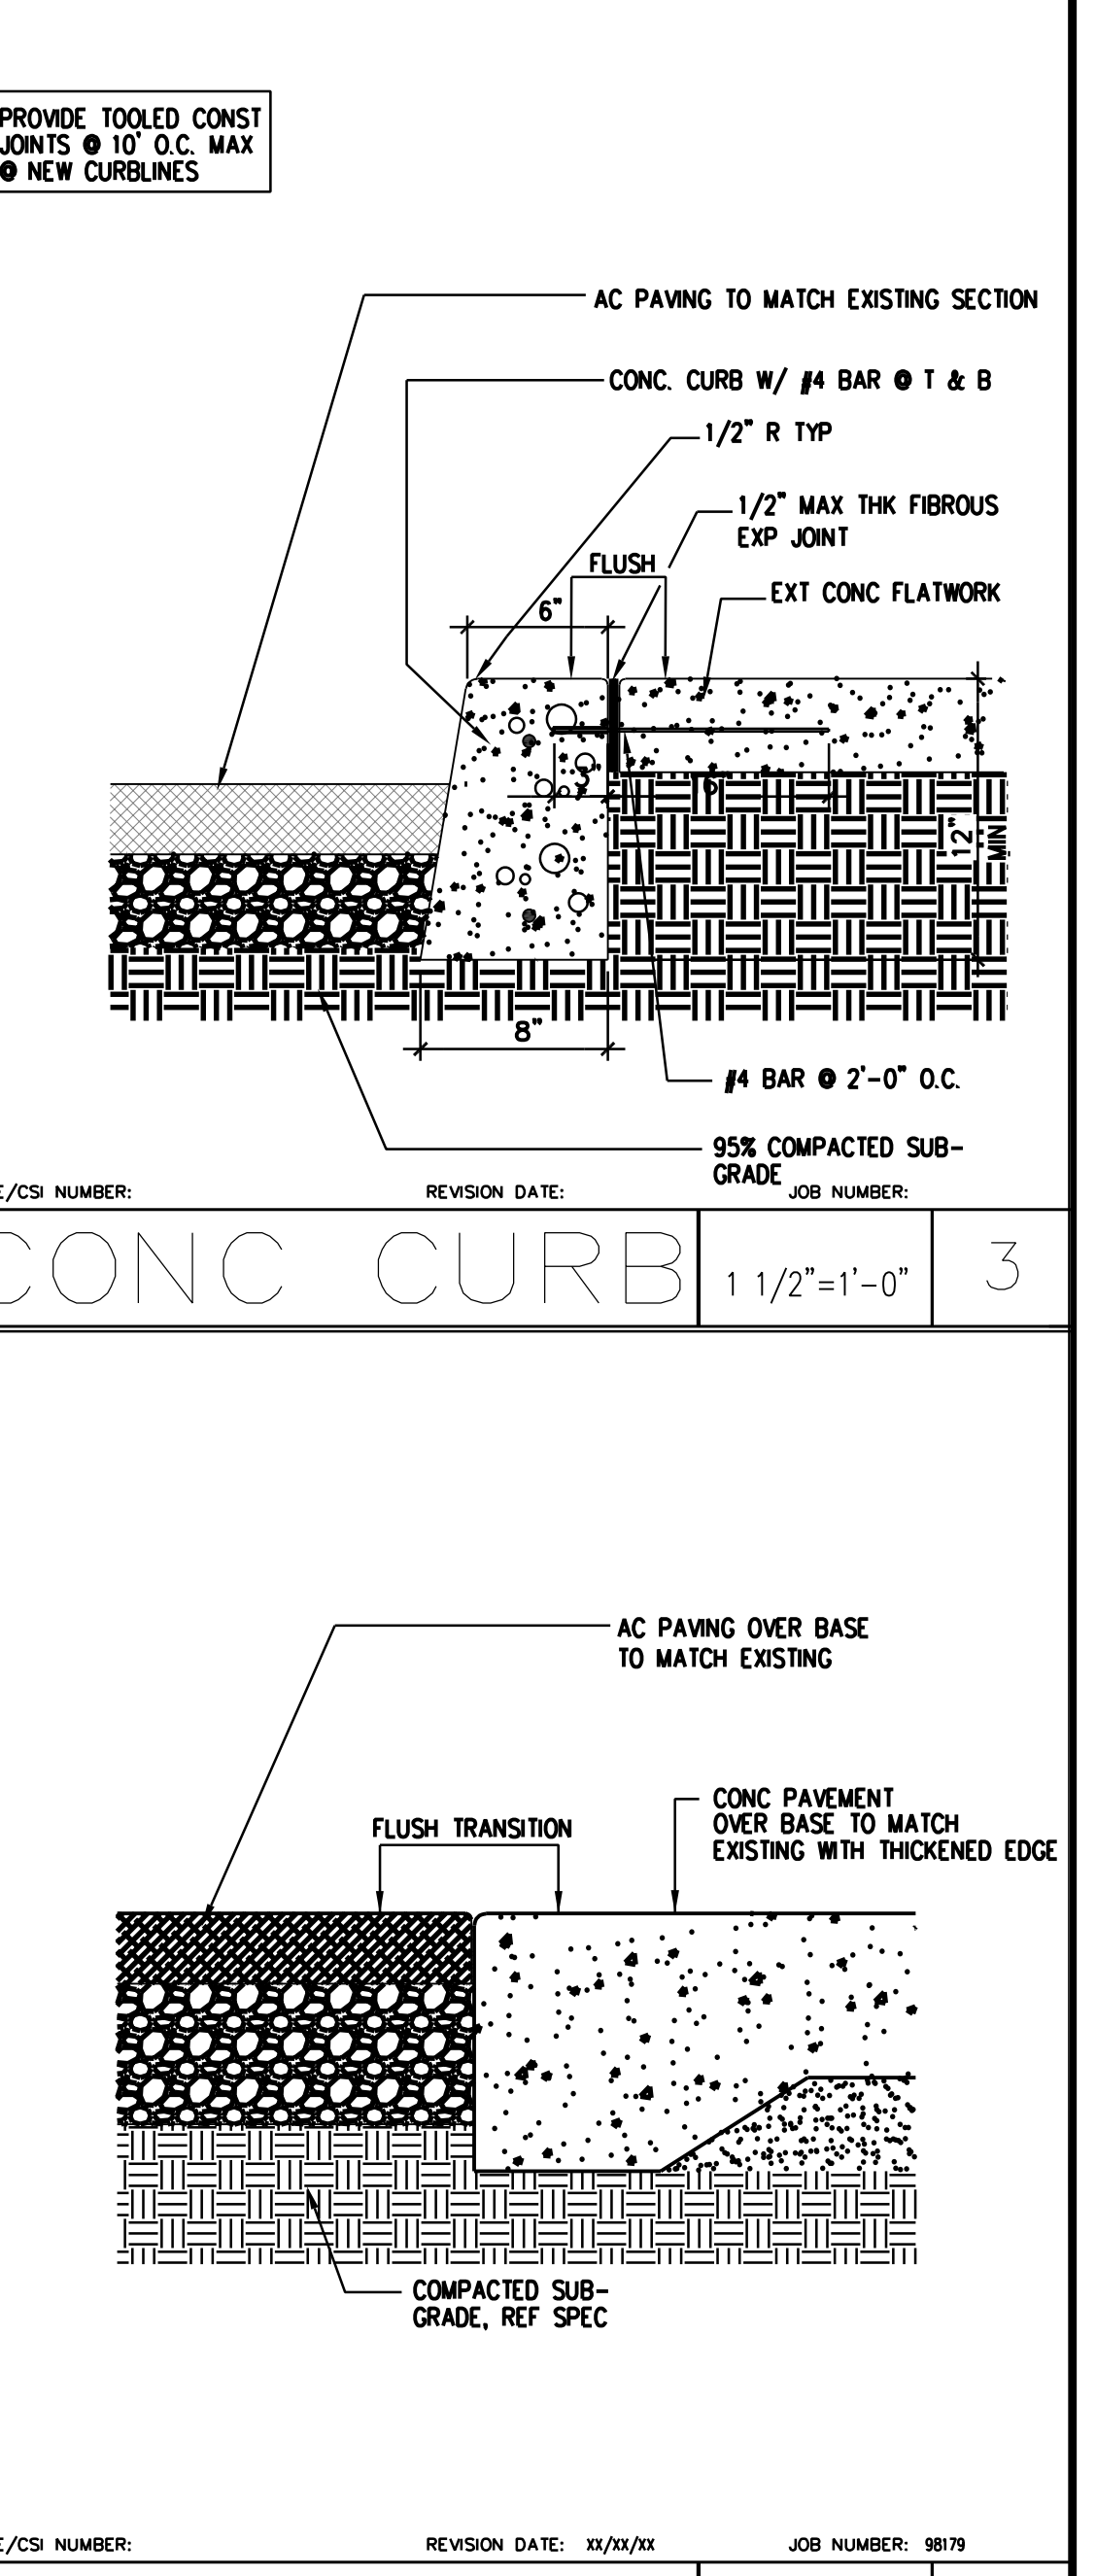 PROVIDE TOOLED CONST
JOINTS @ 10' O.C. MAX
@ NEW CURBLINES
AC PAVING TO MATCH EXISTING SECTION
CONC. CURB W/ #4 BAR @ T & B
1/2" R TYP
1/2" MAX THK FIBROUS
EXP JOINT
FLUSH
EXT CONC FLATWORK
6"
12"
MIN
8"
#4 BAR @ 2'-0" O.C.
95% COMPACTED SUB-
GRADE
/CSI NUMBER:
REVISION DATE:
JOB NUMBER:
CONC CURB
1 1/2"=1'-0"
3
AC PAVING OVER BASE
TO MATCH EXISTING
CONC PAVEMENT
OVER BASE TO MATCH
EXISTING WITH THICKENED EDGE
FLUSH TRANSITION
COMPACTED SUB-
GRADE, REF SPEC
/CSI NUMBER:
REVISION DATE: XX/XX/XX
JOB NUMBER: 98179